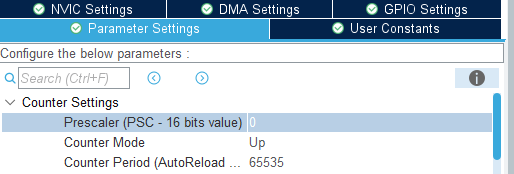 NVIC Settings DMA Settings GPIO Settings
Parameter Settings User Constants
Configure the below parameters :
Search (Ctrl+F)
Counter Settings
Prescaler (PSC - 16 bits value) 0
Counter Mode Up
Counter Period (AutoReload ... 65535